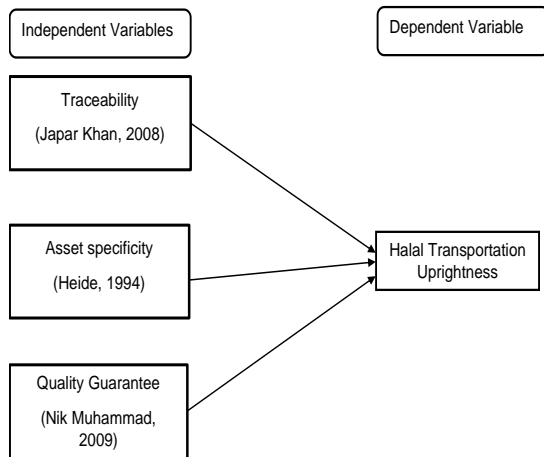 Independent Variables
Dependent Variable
Traceability
(Japar Khan, 2008)
Asset specificity
(Heide, 1994)
Halal Transportation
Uprightness
Quality Guarantee
(Nik Muhammad,
2009)